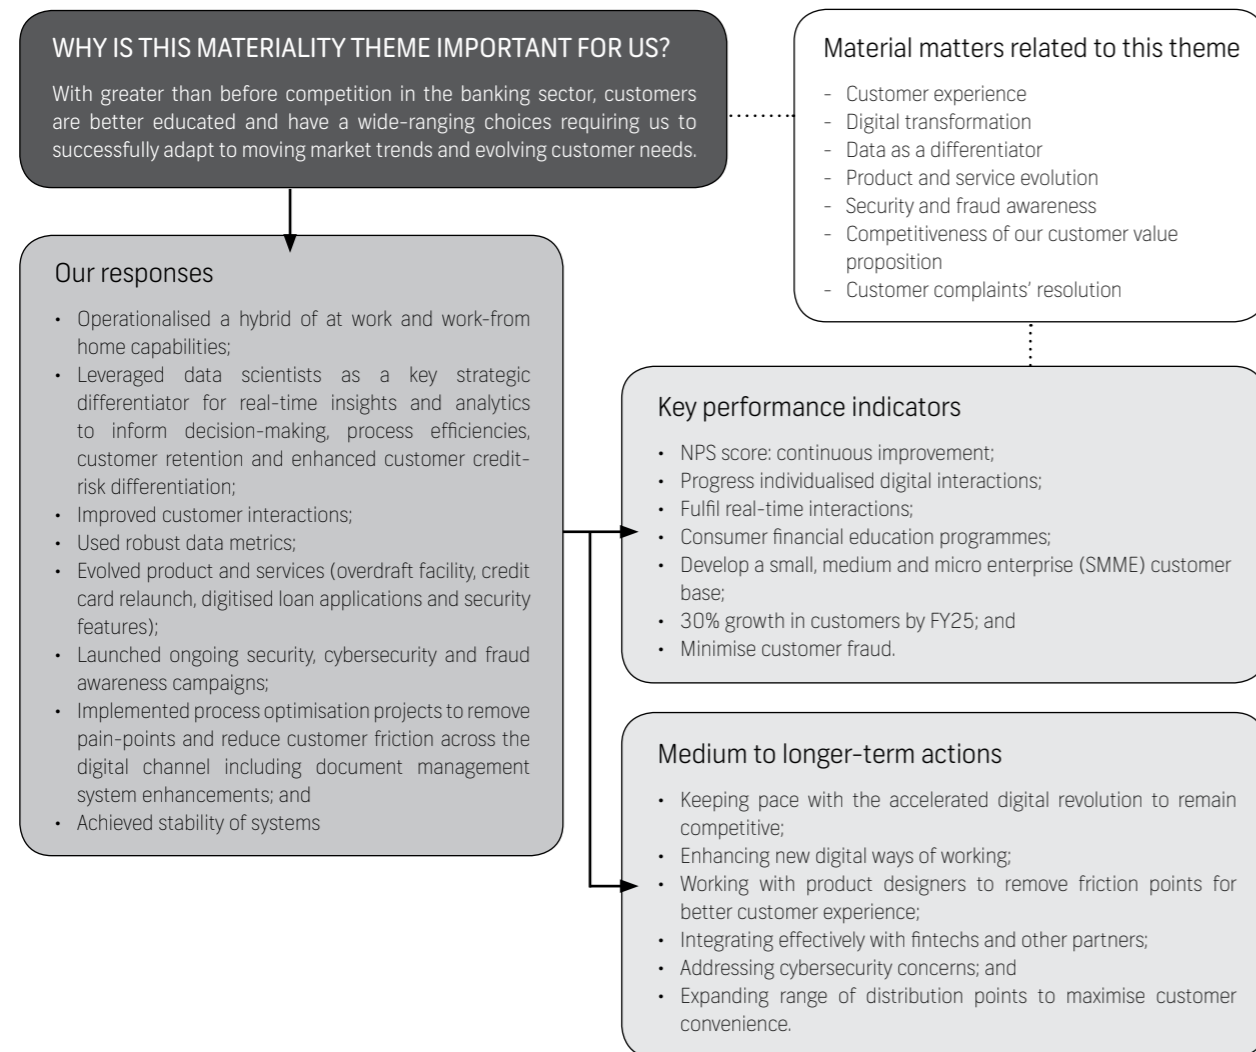 WHY IS THIS MATERIALITY THEME IMPORTANT FOR US?
With greater than before competition in the banking sector, customers
are better educated and have a wide-ranging choices requiring us to
successfully adapt to moving market trends and evolving customer needs.
Material matters related to this theme
- Customer experience
- Digital transformation
- Data as a differentiator
- Product and service evolution
- Security and fraud awareness
- Competitiveness of our customer value
proposition
- Customer complaints' resolution
Our responses
• Operationalised a hybrid of at work and work-from
home capabilities;
• Leveraged data scientists as a key strategic
differentiator for real-time insights and analytics
to inform decision-making, process efficiencies,
customer retention and enhanced customer credit-
risk differentiation;
• Improved customer interactions;
• Used robust data metrics;
• Evolved product and services (overdraft facility, credit
card relaunch, digitised loan applications and security
features);
• Launched ongoing security, cybersecurity and fraud
awareness campaigns;
• Implemented process optimisation projects to remove
pain-points and reduce customer friction across the
digital channel including document management
system enhancements; and
• Achieved stability of systems
Key performance indicators
• NPS score: continuous improvement;
• Progress individualised digital interactions;
• Fulfil real-time interactions;
• Consumer financial education programmes;
• Develop a small, medium and micro enterprise (SMME) customer
base;
• 30% growth in customers by FY25; and
• Minimise customer fraud.
Medium to longer-term actions
• Keeping pace with the accelerated digital revolution to remain
competitive;
• Enhancing new digital ways of working;
• Working with product designers to remove friction points for
better customer experience;
• Integrating effectively with fintechs and other partners;
• Addressing cybersecurity concerns; and
• Expanding range of distribution points to maximise customer
convenience.